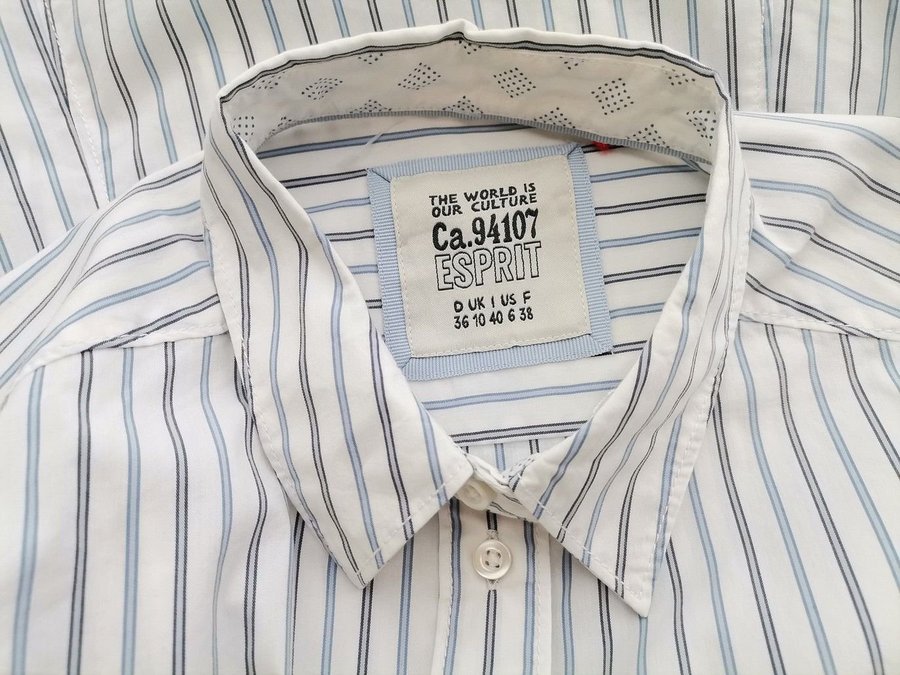 THE WORLD IS
OUR CULTURE
Ca.94107
ESPRIT
D UK I US F
36 10 40 6 38